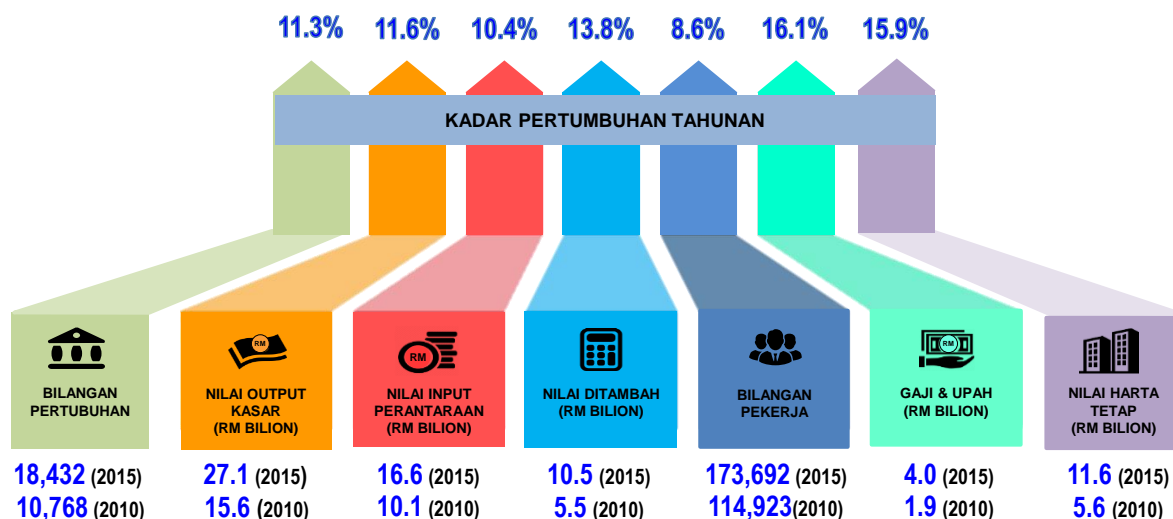 11.3% 11.6% 10.4% 13.8% 8.6% 16.1% 15.9%
KADAR PERTUMBUHAN TAHUNAN
BILANGAN
PERTUBUHAN
18,432 (2015)
10,768 (2010)
RM
NILAI OUTPUT
KASAR
(RM BILION)
27.1 (2015)
15.6 (2010)
RM
NILAI INPUT
PERANTARAAN
(RM BILION)
16.6 (2015)
10.1 (2010)
NILAI DITAMBAH
(RM BILION)
10.5 (2015)
5.5 (2010)
BILANGAN
PEKERJA
173,692 (2015)
114,923(2010)
RM
GAJI & UPAH
(RM BILION)
4.0 (2015)
1.9 (2010)
NILAI HARTA
TETAP
(RM BILION)
11.6 (2015)
5.6 (2010)